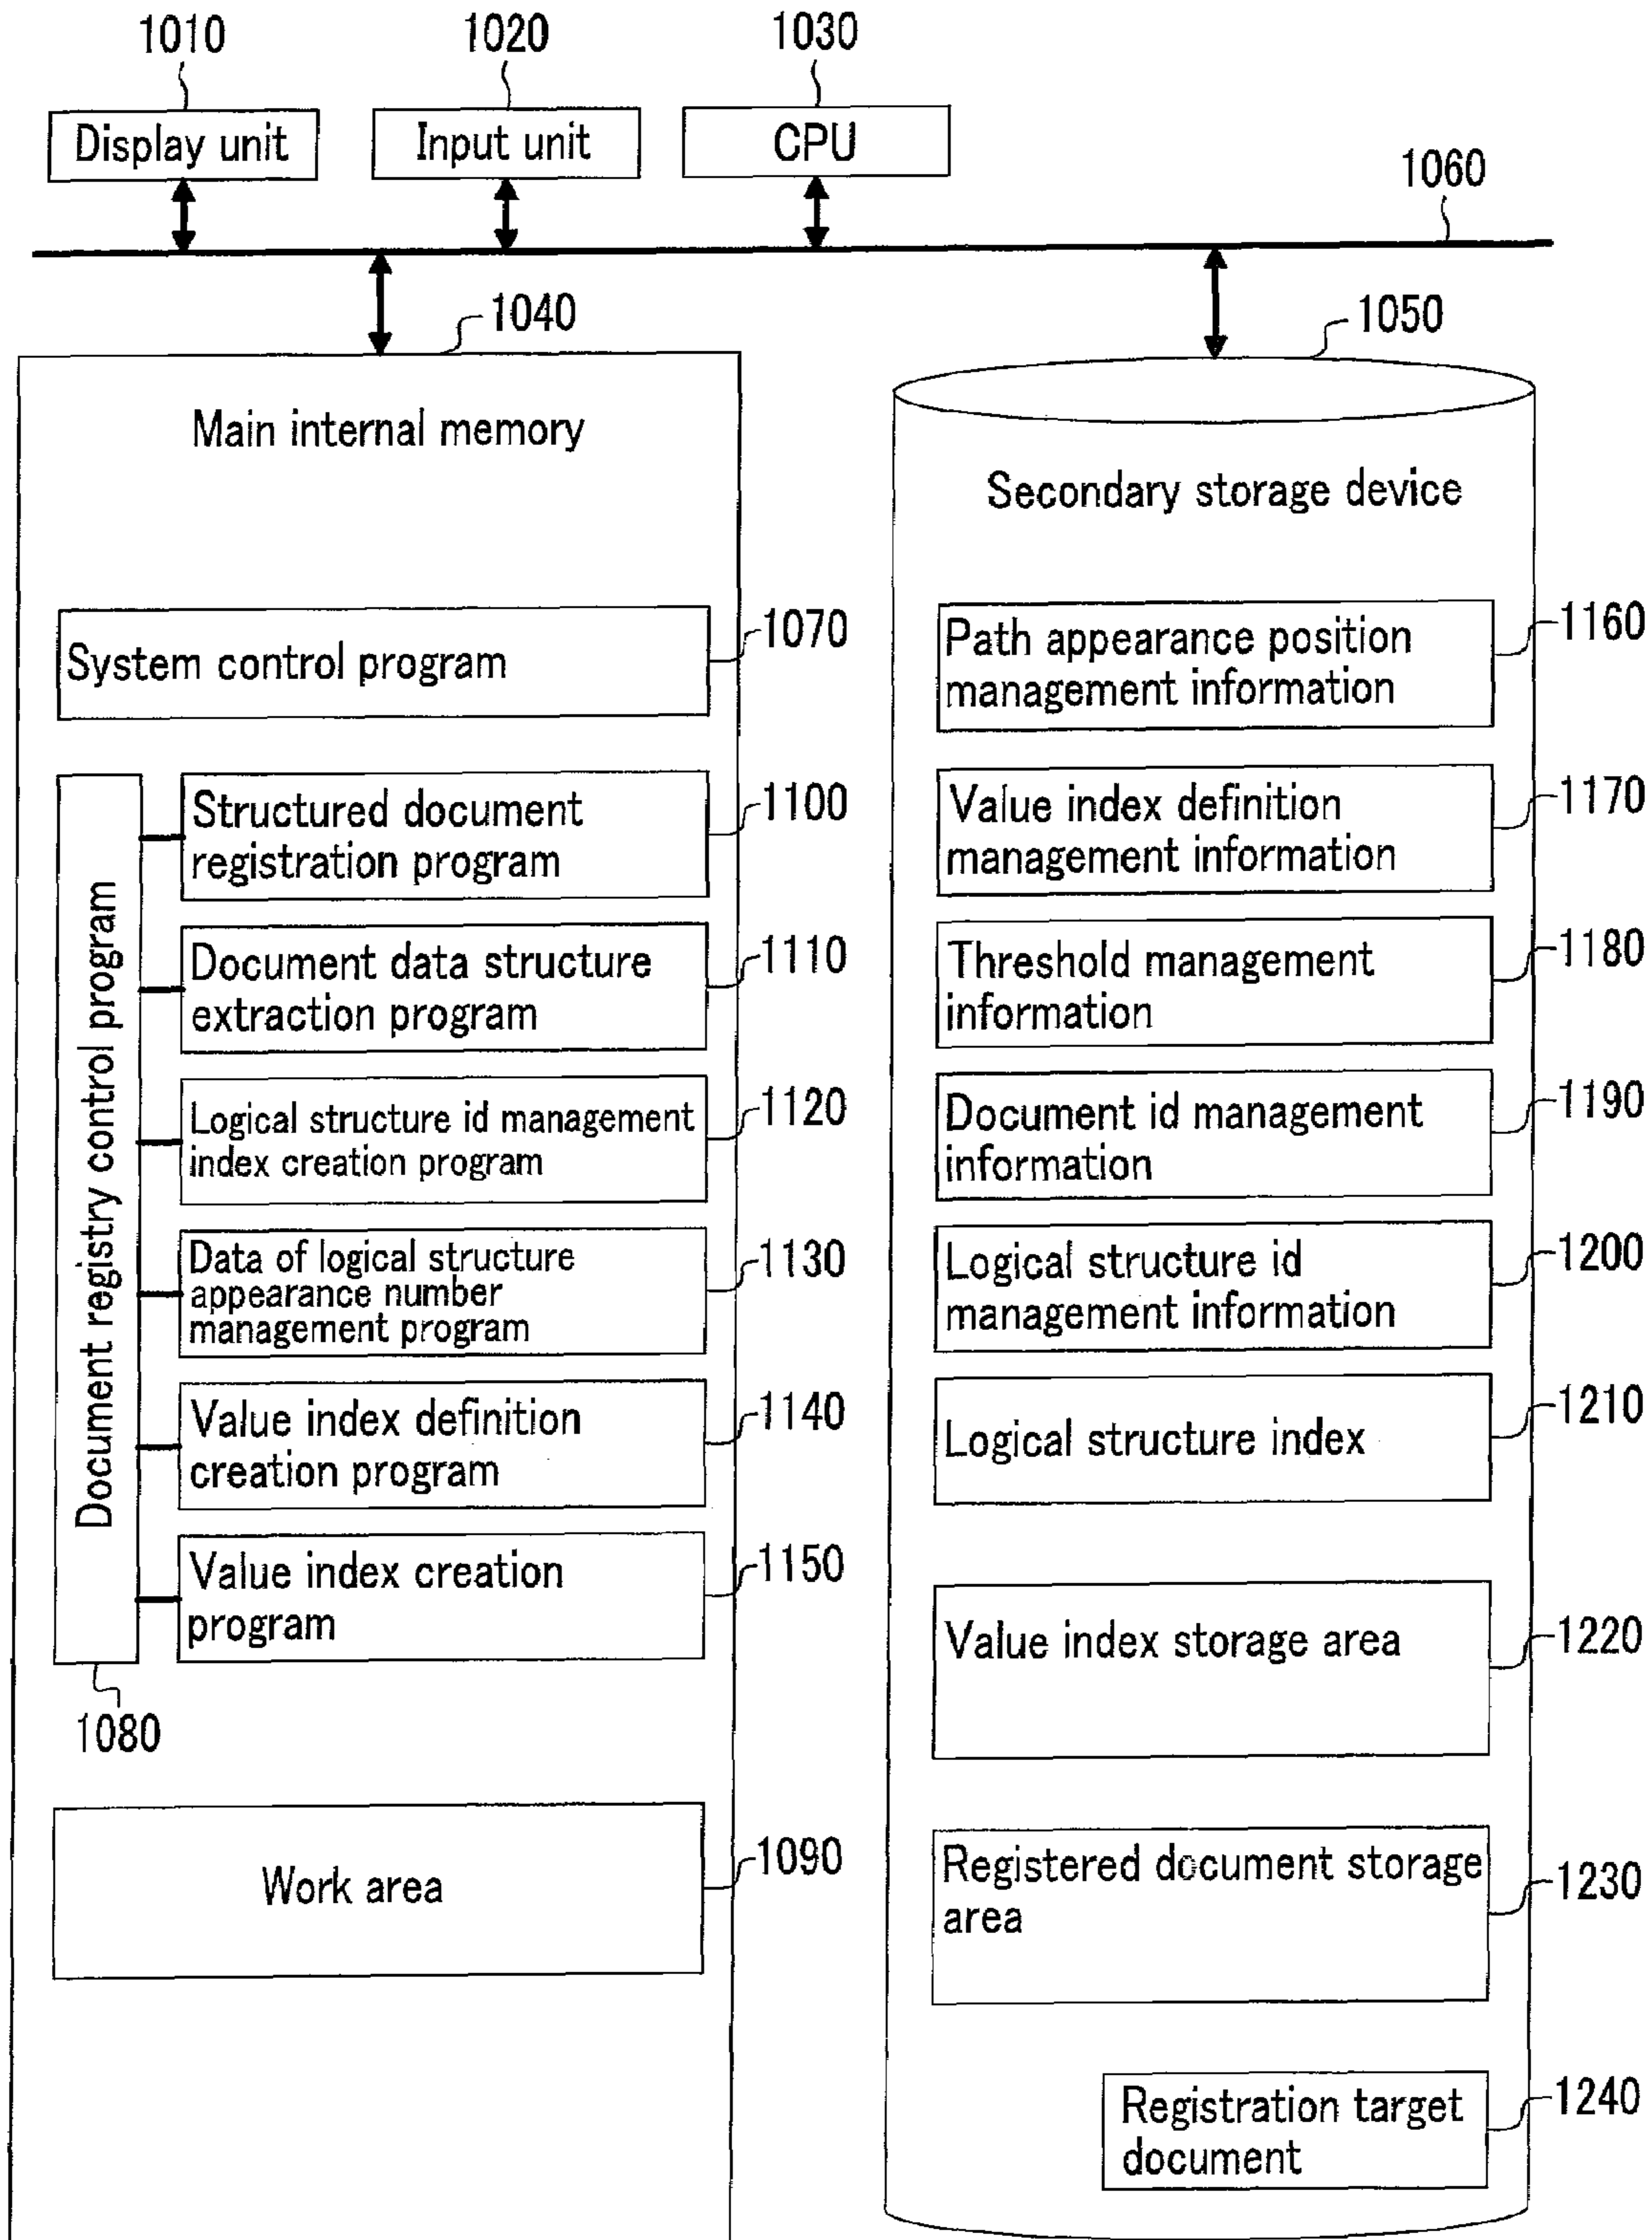 1010
1020
1030
Display unit
Input unit
CPU
1060
1040
1050
Main internal memory
System control program
1070
Document registry control program
1080
Structured document
registration program
1100
Document data structure
extraction program
1110
Logical structure id management
index creation program
1120
Data of logical structure
appearance number
management program
1130
Value index definition
creation program
1140
Value index creation
program
1150
Work area
1090
Secondary storage device
Path appearance position
management information
1160
Value index definition
management information
1170
Threshold management
information
1180
Document id management
information
1190
Logical structure id
management information
1200
Logical structure index
1210
Value index storage area
1220
Registered document storage
area
1230
Registration target
document
1240